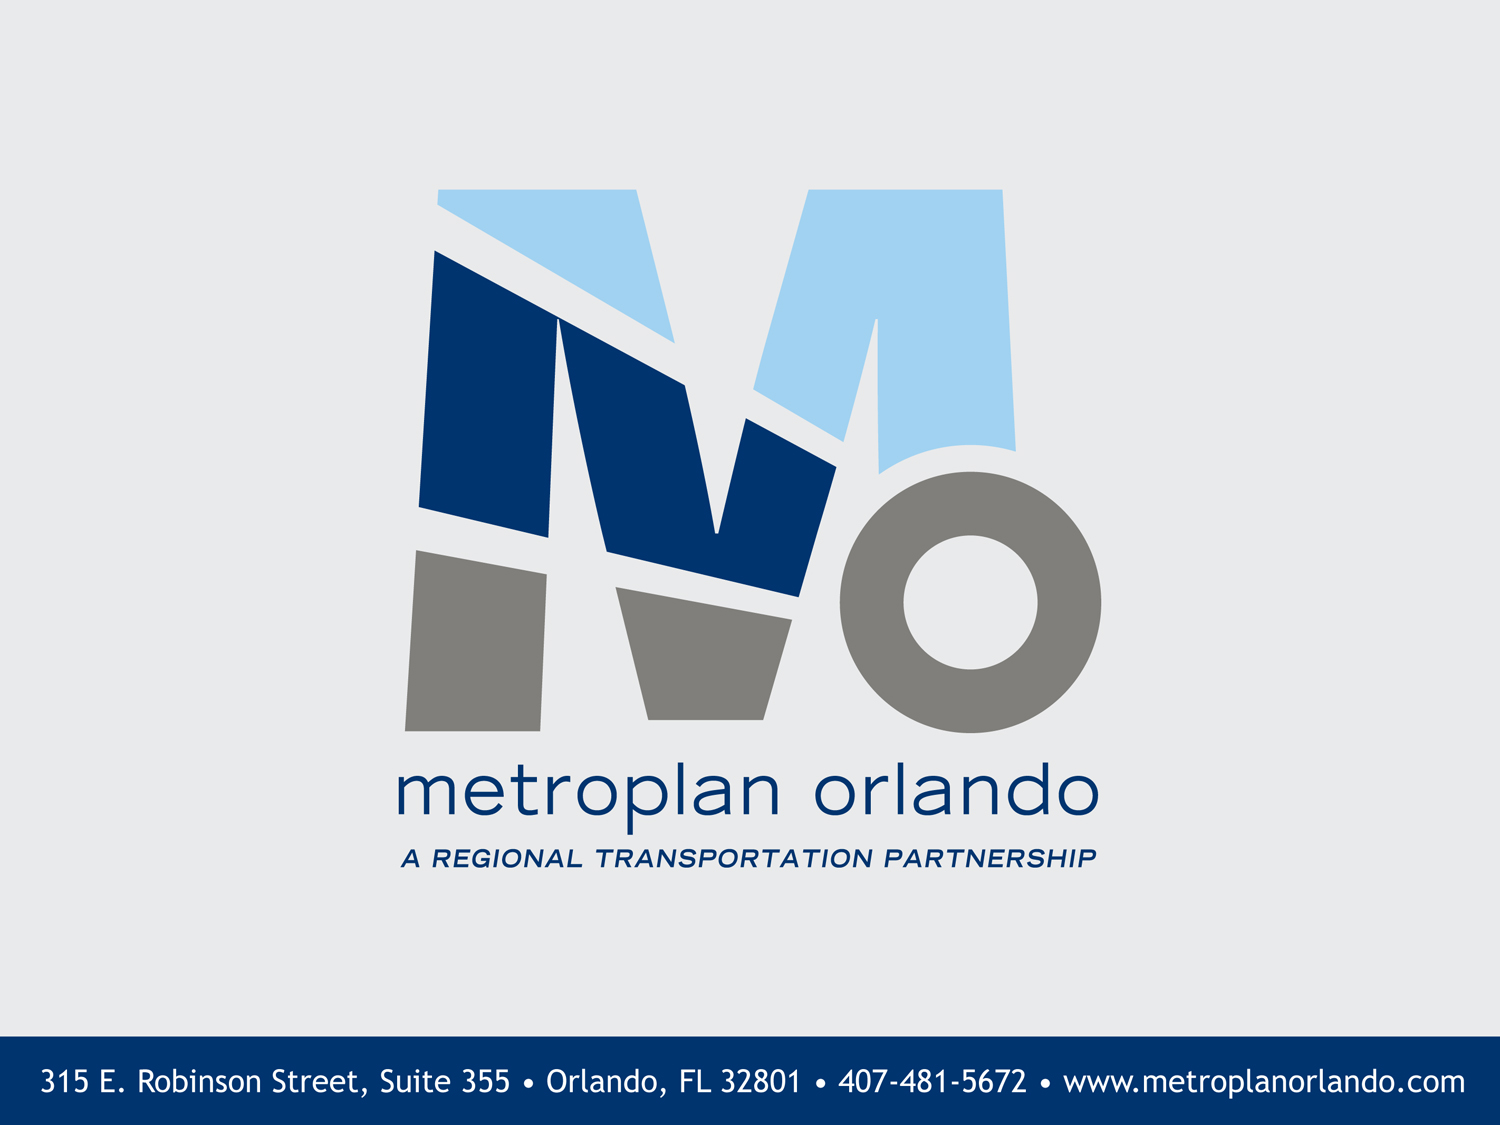 Mo
metroplan orlando
A REGIONAL TRANSPORTATION PARTNERSHIP
315 E. Robinson Street, Suite 355 • Orlando, FL 32801 • 407-481-5672 • www.metroplanorlando.com